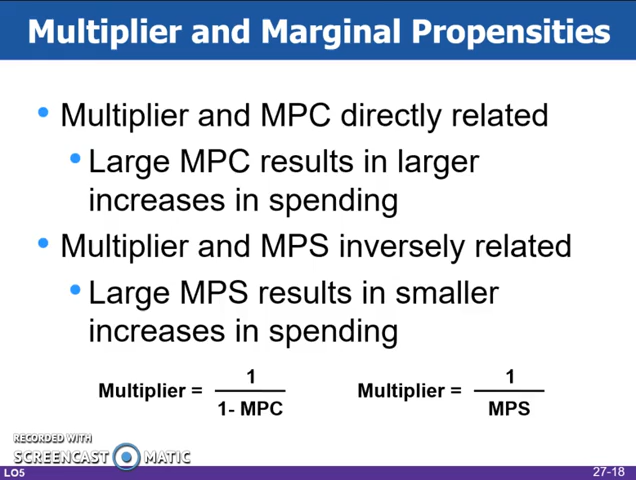 Multiplier and Marginal Propensities
• Multiplier and MPC directly related
• Large MPC results in larger
increases in spending
• Multiplier and MPS inversely related
• Large MPS results in smaller
increases in spending
Multiplier = 1
1- MPC
Multiplier = 1
MPS
RECORDED WITH
SCREENCAST MATIC
LO5
27-18